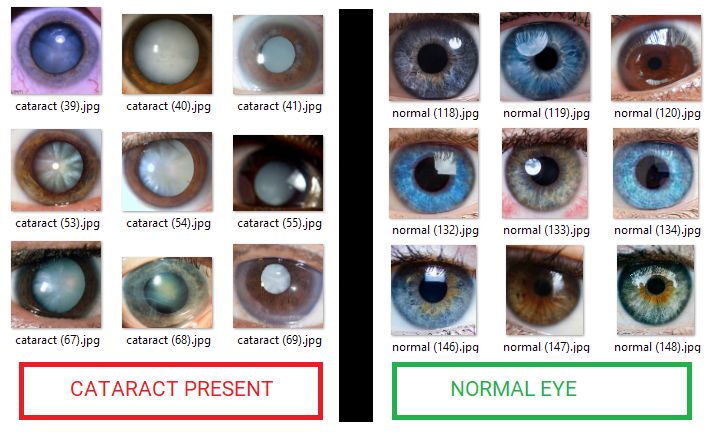 cataract (39).jpg cataract (40).jpg cataract (41).jpg
cataract (53).jpg cataract (54).jpg cataract (55).jpg
cataract (67).jpg cataract (68).jpg cataract (69).jpg
CATARACT PRESENT
normal (118).jpg normal (119).jpg normal (120).jpg
normal (132).jpg normal (133).jpg normal (134).jpg
normal (146).jpg normal (147).jpg normal (148).jpg
NORMAL EYE